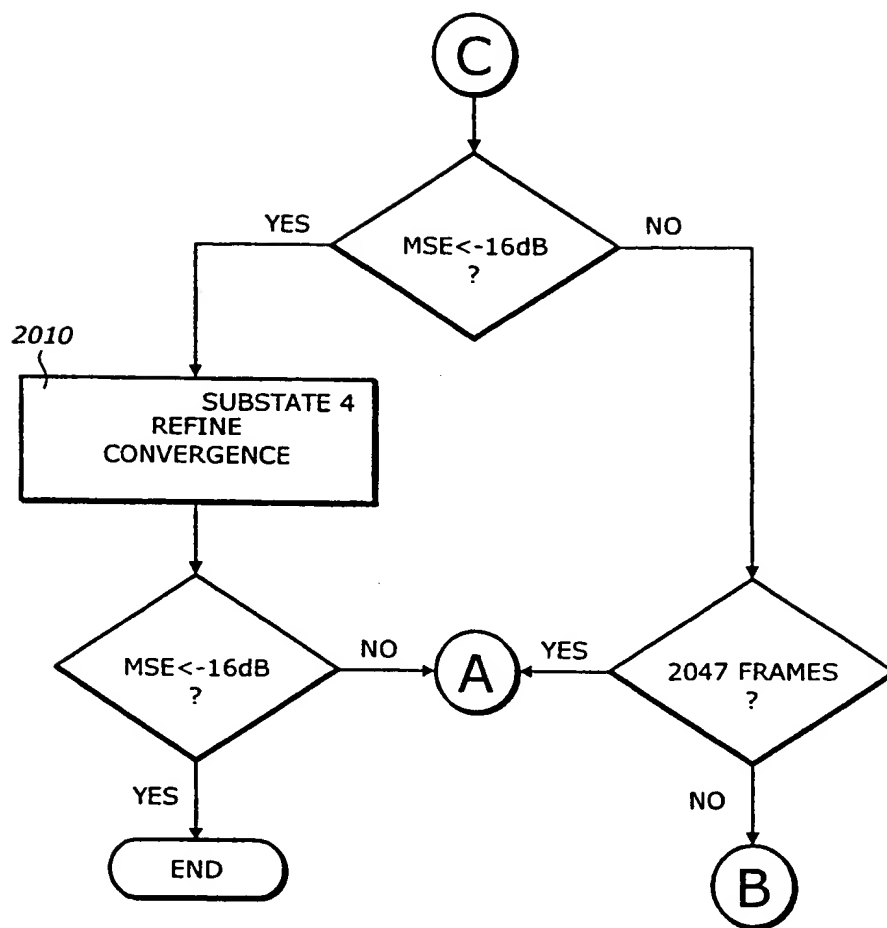 C
YES
NO
MSE<-16dB
?
2010
SUBSTATE 4
REFINE
CONVERGENCE
NO
YES
MSE<-16dB
?
A
2047 FRAMES
?
YES
NO
END
B